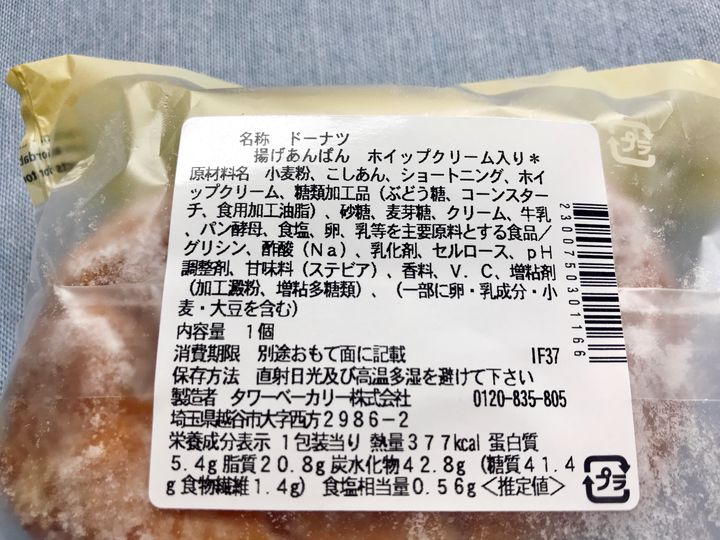 名称　ドーナツ
揚げあんぱん　ホイップクリーム入り＊
原材料名　小麦粉、こしあん、ショートニング、ホイ
ップクリーム、糖類加工品（ぶどう糖、コーンスター
チ、食用加工油脂）、砂糖、麦芽糖、クリーム、牛乳
、パン酵母、食塩、卵、乳等を主要原料とする食品／
グリシン、酢酸（Ｎａ）、乳化剤、セルロース、ｐＨ
調整剤、甘味料（ステビア）、香料、Ｖ．Ｃ、増粘剤
（加工澱粉、増粘多糖類）、（一部に卵・乳成分・小
麦・大豆を含む）
内容量　１個
消費期限　別途おもて面に記載　IF37
保存方法　直射日光及び高温多湿を避けて下さい
製造者　タワーベーカリー株式会社　0120-835-805
埼玉県越谷市大字西方２９８６－２
栄養成分表示　１包装当り　熱量３７７kcal　蛋白質
５.４g 脂質２０.８g 炭水化物４２.８g（糖質４１.４
g 食物繊維１.４g）　食塩相当量０.５６g＜推定値＞
プラ
2300750301166
プラ